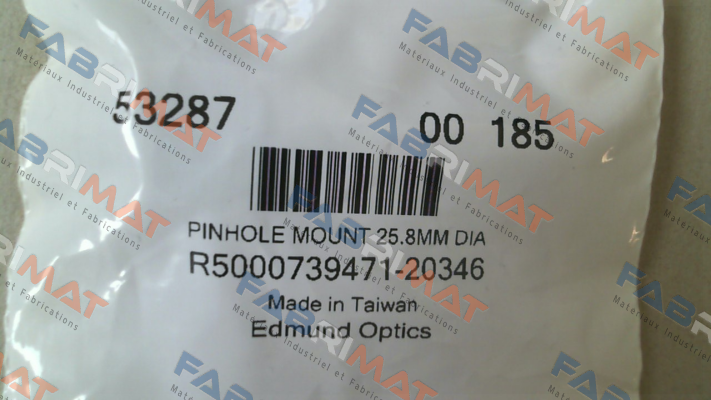 53287 00 185
PINHOLE MOUNT 25.8MM DIA
R5000739471-20346
Made in Taiwan
Edmund Optics
FABRIMAT
Matériaux Industriel et Fabrications